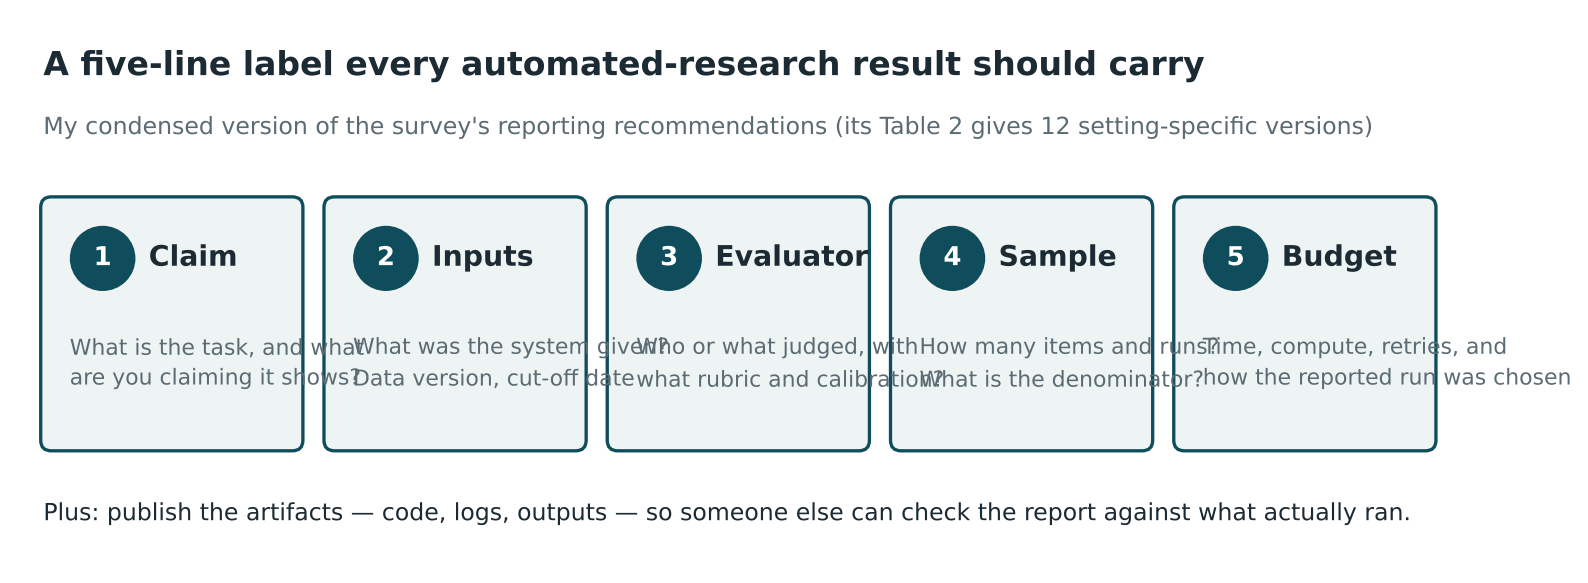 A five-line label every automated-research result should carry
My condensed version of the survey's reporting recommendations (its Table 2 gives 12 setting-specific versions)
1 Claim
What is the task, and what
are you claiming it shows?
2 Inputs
What was the system given?
Data version, cut-off date
3 Evaluator
Who or what judged, with
what rubric and calibration?
4 Sample
How many items and runs?
What is the denominator?
5 Budget
Time, compute, retries, and
how the reported run was chosen
Plus: publish the artifacts — code, logs, outputs — so someone else can check the report against what actually ran.